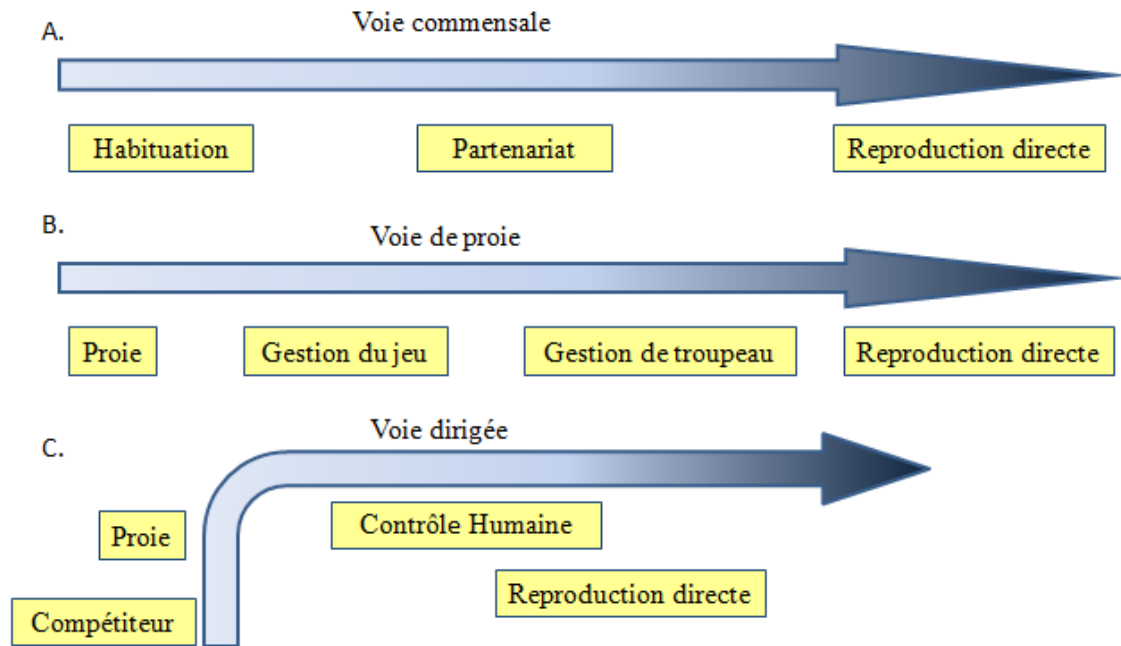 A.
Voie commensale
Habituation
Partenariat
Reproduction directe
B.
Voie de proie
Proie
Gestion du jeu
Gestion de troupeau
Reproduction directe
C.
Voie dirigée
Proie
Contrôle Humaine
Reproduction directe
Compétiteur